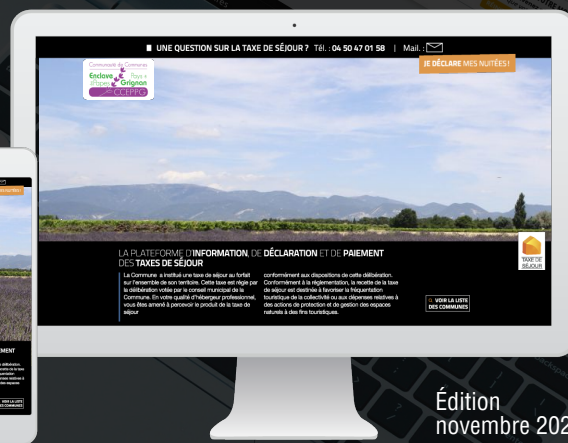 UNE QUESTION SUR LA TAXE DE SÉJOUR ? Tél. : 04 50 47 01 58 | Mail. :
JE DÉCLARE MES NUITÉES !
Communauté de Communes
Enclave Pays de
des Papes Grignan
CCEPPG
LA PLATEFORME D'INFORMATION, DE DÉCLARATION ET DE PAIEMENT
DES TAXES DE SÉJOUR
La Commune a institué une taxe de séjour au forfait
sur l'ensemble de son territoire. Cette taxe est régie par
la délibération votée par le conseil municipal de la
Commune. En votre qualité d'hébergeur professionnel,
vous êtes amené à percevoir le produit de la taxe de
séjour
conformément aux dispositions de cette délibération.
Conformément à la règlementation, la recette de la taxe
de séjour est destinée à favoriser la fréquentation
touristique de la collectivité ou aux dépenses relatives à
des actions de protection et de gestion des espaces
naturels à des fins touristiques.
TAXE DE
SÉJOUR
VOIR LA LISTE
DES COMMUNES
Édition
novembre 202